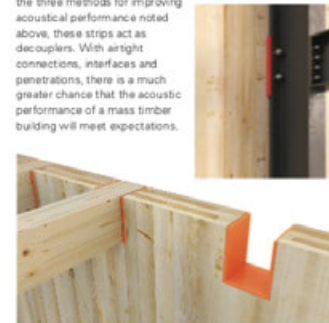 the three methods for improving
acoustical performance noted
above, these strips act as
decouplers. With airtight
connections, interfaces and
penetrations, there is a much
greater chance that the acoustic
performance of a mass timber
building will meet expectations.